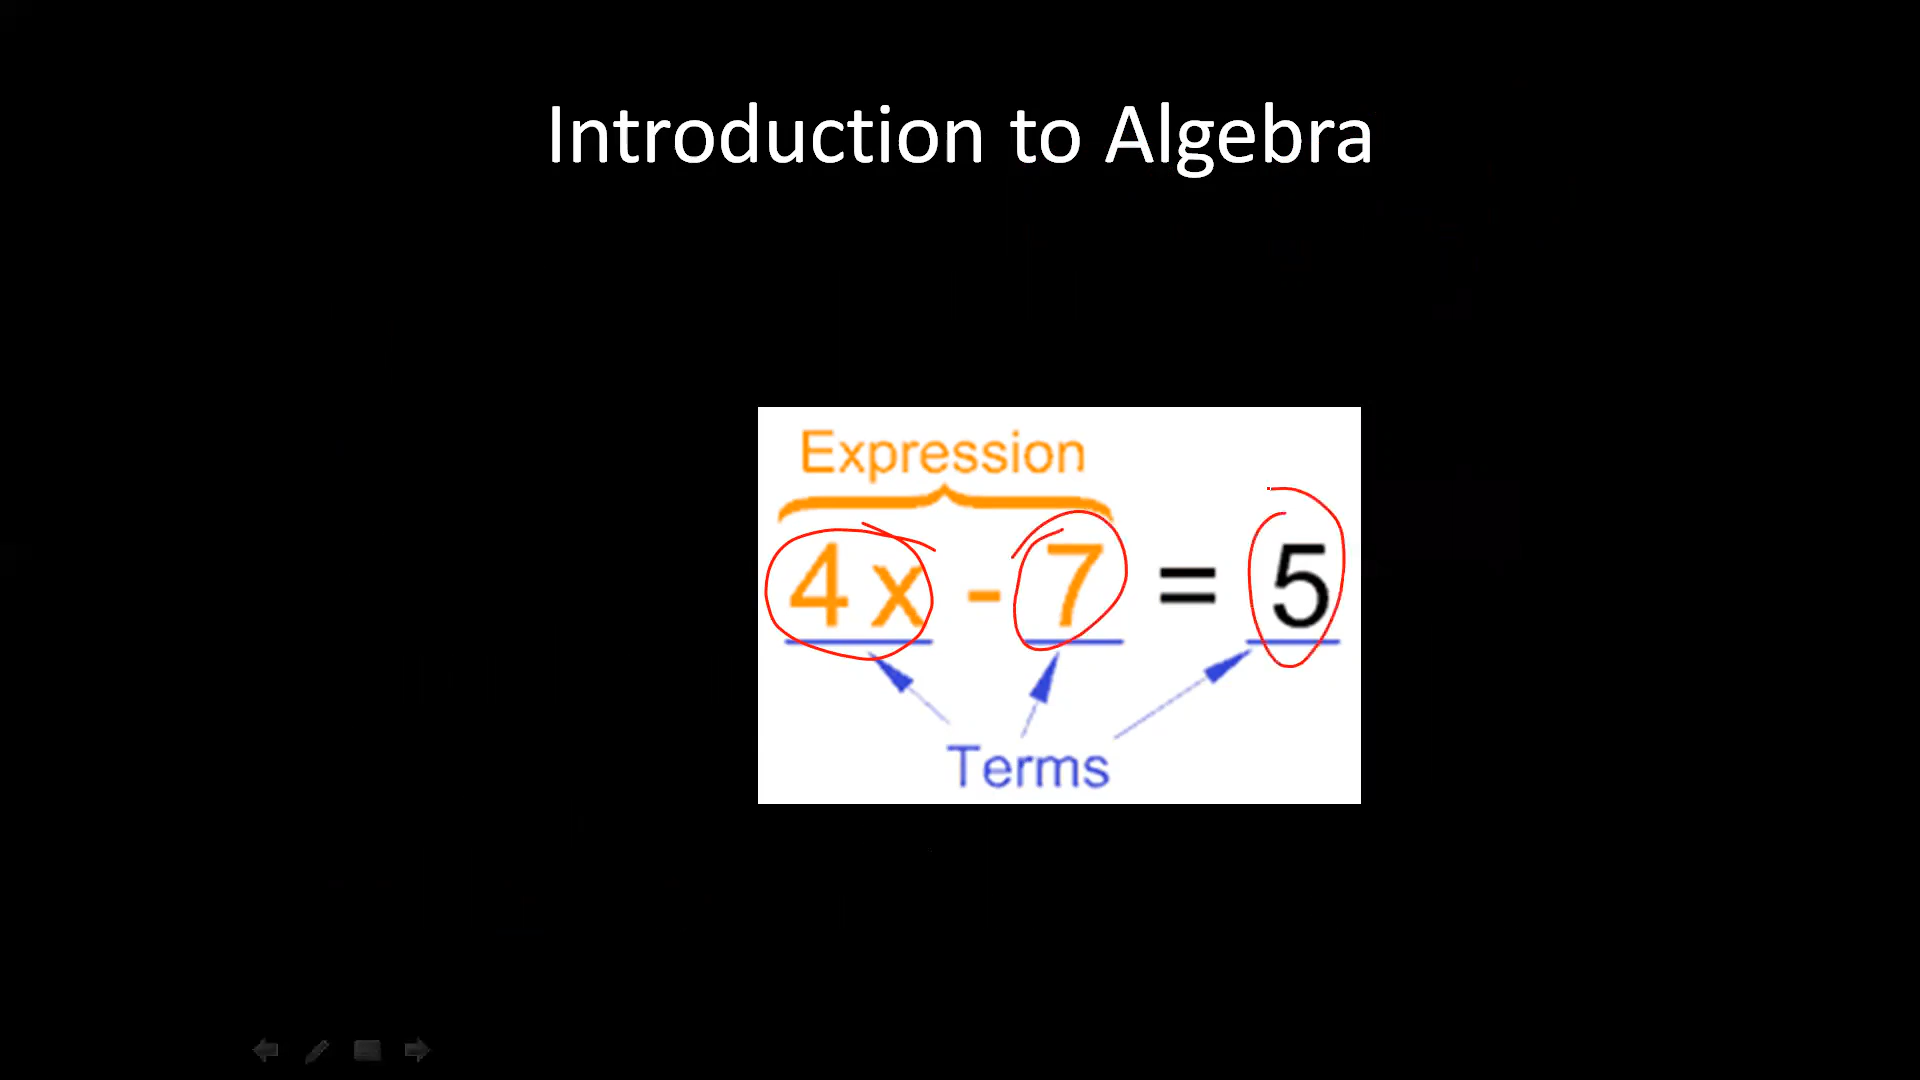 Introduction to Algebra
Expression
4x - 7 = 5
Terms